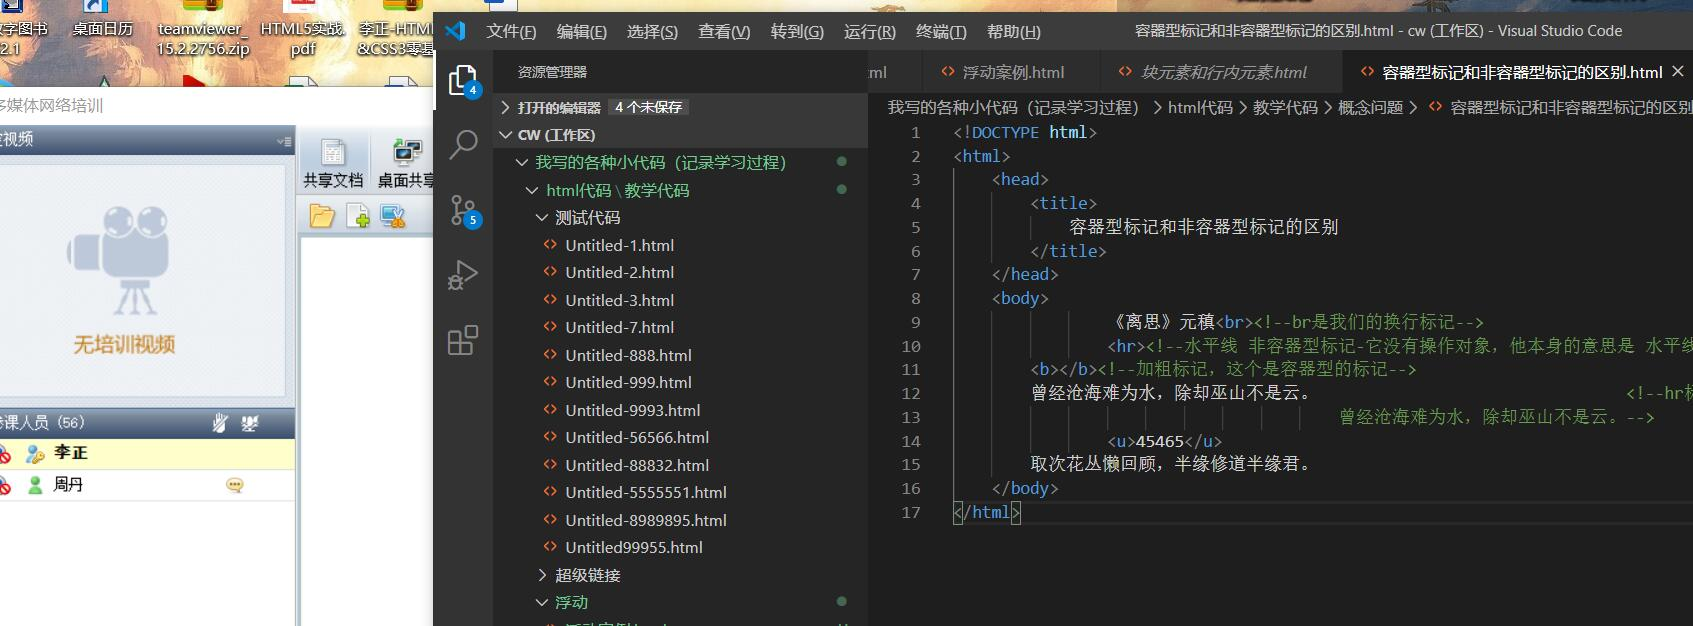 桌面日历
teamviewer_
15.2.2756.zip
HTML5实战.
pdf
李正-HTML
&CSS3零基
多媒体网络培训
视频
共享文档
桌面共享
无培训视频
课人员 (56)
李正
周丹
文件(F) 编辑(E) 选择(S) 查看(V) 转到(G) 运行(R) 终端(T) 帮助(H)
容器型标记和非容器型标记的区别.html - cw (工作区) - Visual Studio Code
资源管理器
打开的编辑器 4 个未保存
CW (工作区)
我写的各种小代码（记录学习过程）
html代码 \ 教学代码
测试代码
Untitled-1.html
Untitled-2.html
Untitled-3.html
Untitled-7.html
Untitled-888.html
Untitled-999.html
Untitled-9993.html
Untitled-56566.html
Untitled-88832.html
Untitled-5555551.html
Untitled-8989895.html
Untitled99955.html
超级链接
浮动
4
5
ml
浮动案例.html
块元素和行内元素.html
容器型标记和非容器型标记的区别.html
我写的各种小代码（记录学习过程） > html代码 > 教学代码 > 概念问题 > 容器型标记和非容器型标记的区别
1 <!DOCTYPE html>
2 <html>
3 <head>
4 <title>
5 容器型标记和非容器型标记的区别
6 </title>
7 </head>
8 <body>
9 《离思》元稹<br><!--br是我们的换行标记-->
10 <hr><!--水平线 非容器型标记-它没有操作对象，他本身的意思是 水平线
11 <b></b><!--加粗标记，这个是容器型的标记-->
12 曾经沧海难为水，除却巫山不是云。 <!--hr标
13 曾经沧海难为水，除却巫山不是云。-->
14 <u>45465</u>
15 取次花丛懒回顾，半缘修道半缘君。
16 </body>
17 </html>